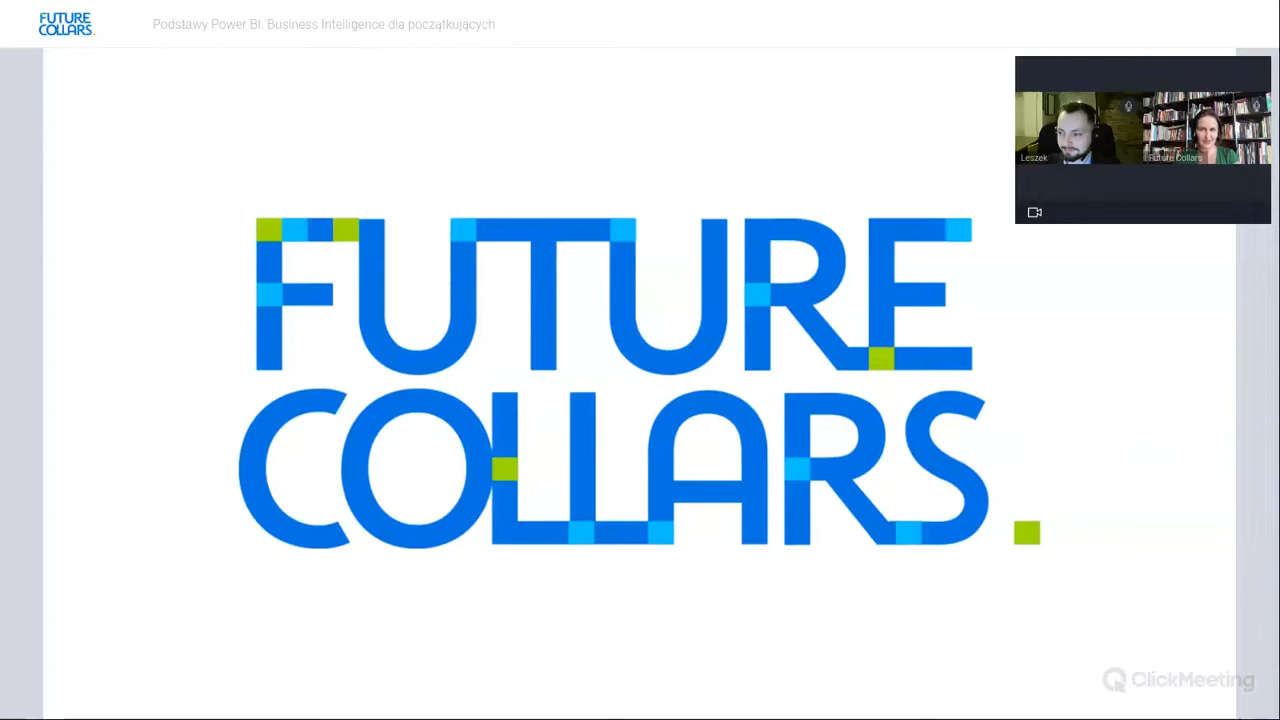 FUTURE
COLLARS.
Podstawy Power BI. Business Intelligence dla początkujących
Leszek
Future Collars
FUTURE
COLLARS.
ClickMeeting